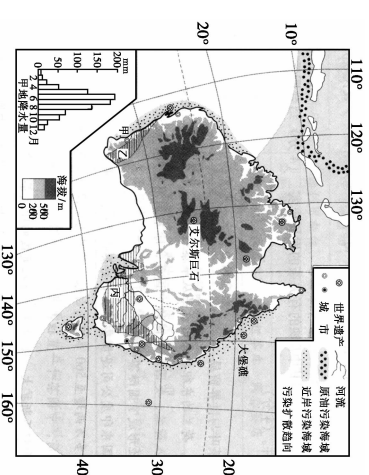 20°
10°
110°
120°
130°
mm
200
150
100
50
0
2 4 6 8 10 12月
甲地降水量
海拔/m
500
200
0
甲
乙
丙
艾尔斯巨石
大堡礁
世界遗产
城 市
河流
原油污染海域
近岸污染海域
污染扩散趋向
130°
140°
150°
160°
40
30
20